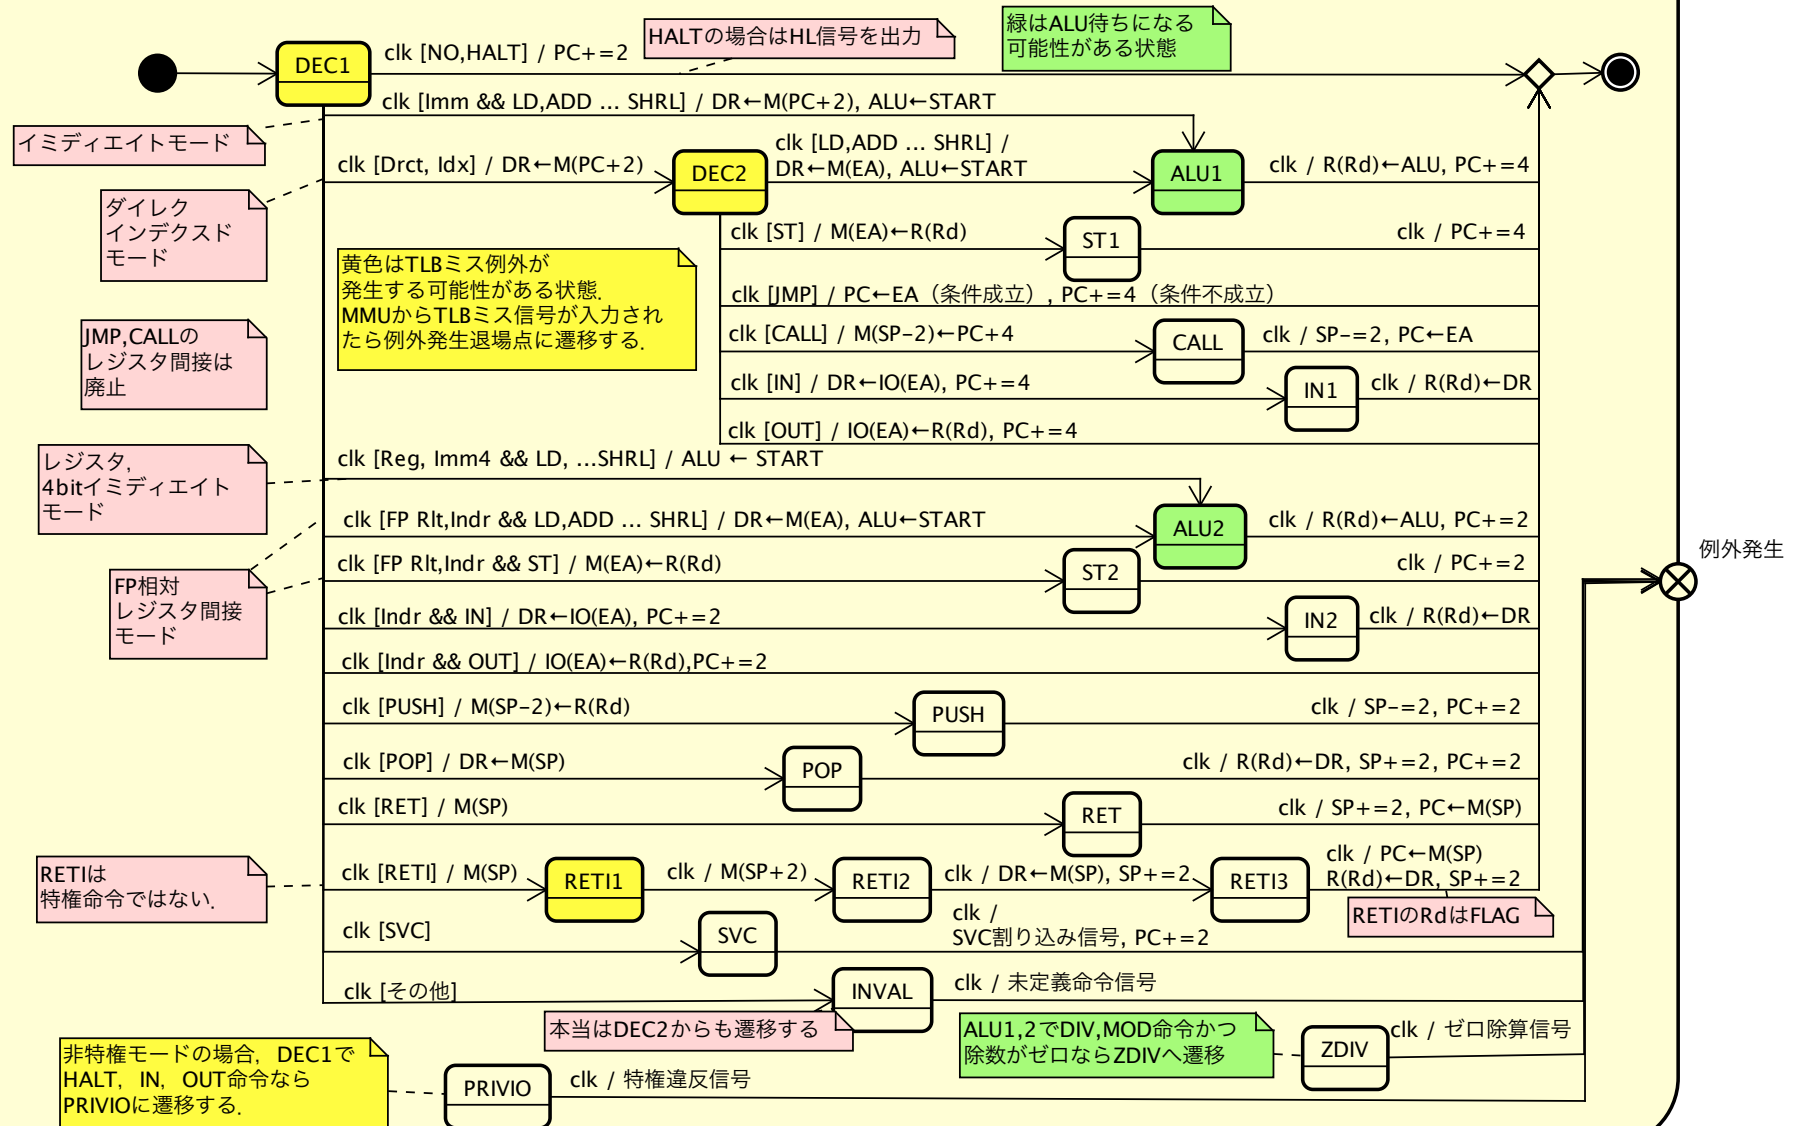 HALTの場合はHL信号を出力
緑はALU待ちになる
可能性がある状態
DEC1
clk [NO,HALT] / PC+=2
clk [Imm && LD,ADD ... SHRL] / DR←M(PC+2), ALU←START
イミディエイトモード
clk [Drct, Idx] / DR←M(PC+2)
DEC2
clk [LD,ADD ... SHRL] /
DR←M(EA), ALU←START
ALU1
clk / R(Rd)←ALU, PC+=4
ダイレク
インデクスド
モード
clk [ST] / M(EA)←R(Rd)
ST1
clk / PC+=4
黄色はTLBミス例外が
発生する可能性がある状態.
MMUからTLBミス信号が入力され
たら例外発生退場点に遷移する.
clk [JMP] / PC←EA（条件成立）, PC+=4（条件不成立）
JMP,CALLの
レジスタ間接は
廃止
clk [CALL] / M(SP-2)←PC+4
CALL
clk / SP-=2, PC←EA
clk [IN] / DR←IO(EA), PC+=4
IN1
clk / R(Rd)←DR
clk [OUT] / IO(EA)←R(Rd), PC+=4
レジスタ,
4bitイミディエイト
モード
clk [Reg, Imm4 && LD, ...SHRL] / ALU ← START
clk [FP Rlt,Indr && LD,ADD ... SHRL] / DR←M(EA), ALU←START
ALU2
clk / R(Rd)←ALU, PC+=2
例外発生
FP相対
レジスタ間接
モード
clk [FP Rlt,Indr && ST] / M(EA)←R(Rd)
ST2
clk / PC+=2
clk [Indr && IN] / DR←IO(EA), PC+=2
IN2
clk / R(Rd)←DR
clk [Indr && OUT] / IO(EA)←R(Rd),PC+=2
clk [PUSH] / M(SP-2)←R(Rd)
PUSH
clk / SP-=2, PC+=2
clk [POP] / DR←M(SP)
POP
clk / R(Rd)←DR, SP+=2, PC+=2
clk [RET] / M(SP)
RET
clk / SP+=2, PC←M(SP)
RETIは
特権命令ではない.
clk [RETI] / M(SP)
RETI1
clk / M(SP+2)
RETI2
clk / DR←M(SP), SP+=2
RETI3
clk / PC←M(SP)
R(Rd)←DR, SP+=2
RETIのRdはFLAG
clk [SVC]
SVC
clk /
SVC割り込み信号, PC+=2
clk [その他]
INVAL
clk / 未定義命令信号
本当はDEC2からも遷移する
ALU1,2でDIV,MOD命令かつ
除数がゼロならZDIVへ遷移
ZDIV
clk / ゼロ除算信号
非特権モードの場合, DEC1で
HALT, IN, OUT命令なら
PRIVIOに遷移する.
PRIVIO
clk / 特権違反信号